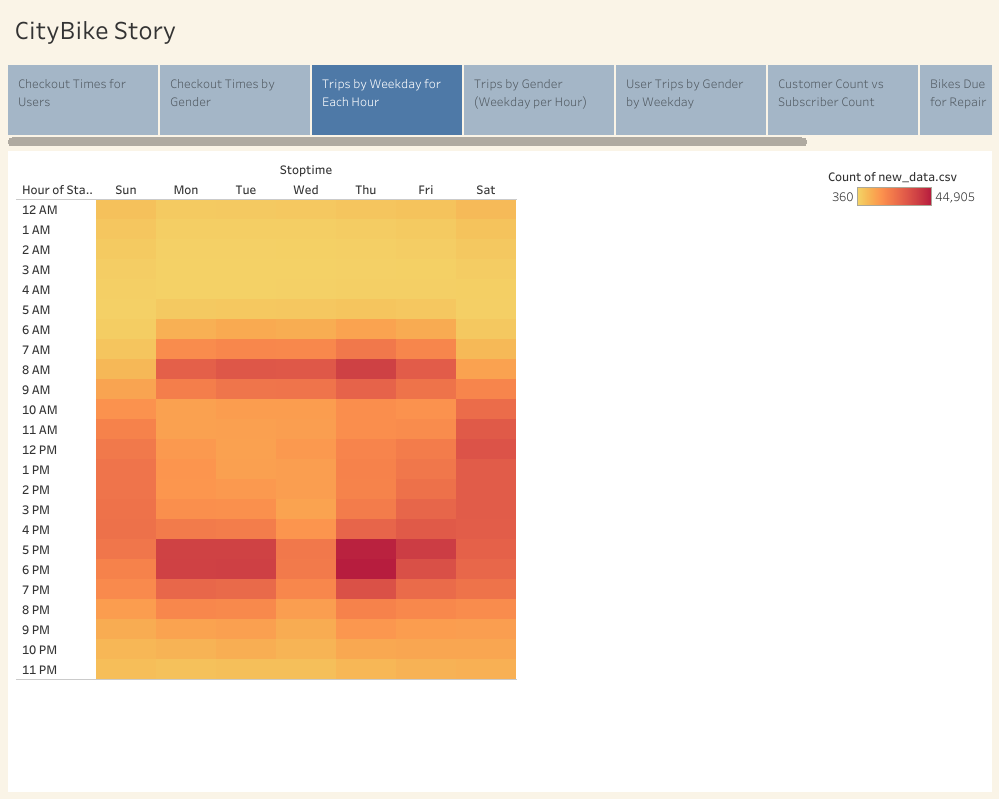 CityBike Story
Checkout Times for
Users
Checkout Times by
Gender
Trips by Weekday for
Each Hour
Trips by Gender
(Weekday per Hour)
User Trips by Gender
by Weekday
Customer Count vs
Subscriber Count
Bikes Due
for Repair
Stoptime
Hour of Sta.. Sun Mon Tue Wed Thu Fri Sat
12 AM
1 AM
2 AM
3 AM
4 AM
5 AM
6 AM
7 AM
8 AM
9 AM
10 AM
11 AM
12 PM
1 PM
2 PM
3 PM
4 PM
5 PM
6 PM
7 PM
8 PM
9 PM
10 PM
11 PM
Count of new_data.csv
360 44,905